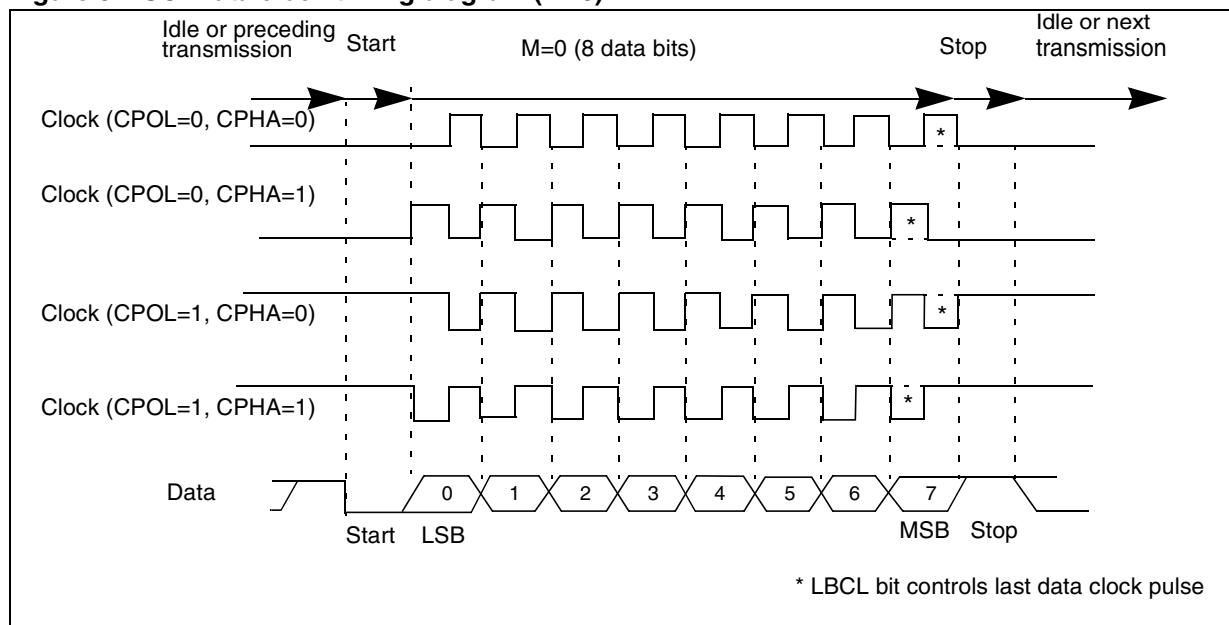 Idle or preceding
transmission
Start
M=0 (8 data bits)
Stop
Idle or next
transmission
Clock (CPOL=0, CPHA=0)
*
Clock (CPOL=0, CPHA=1)
*
Clock (CPOL=1, CPHA=0)
*
Clock (CPOL=1, CPHA=1)
*
Data
0 1 2 3 4 5 6 7
Start LSB MSB Stop
* LBCL bit controls last data clock pulse